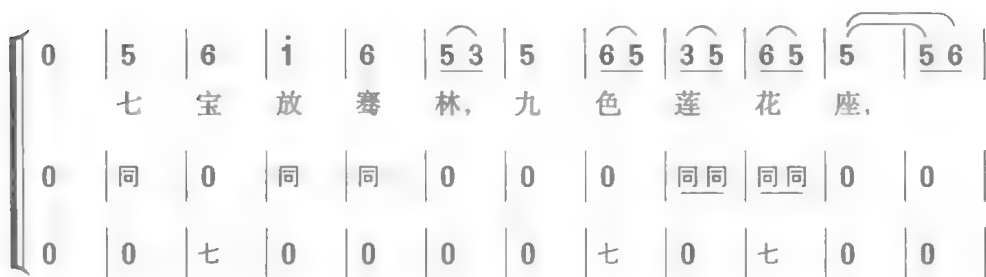 0 5 6 i 6 5 3 5 6 5 3 5 6 5 5 5 6
七 宝 放 骞 林, 九 色 莲 花 座,
0 同 0 同 同 0 0 0 同同 同同 0 0
0 0 七 0 0 0 0 七 0 七 0 0